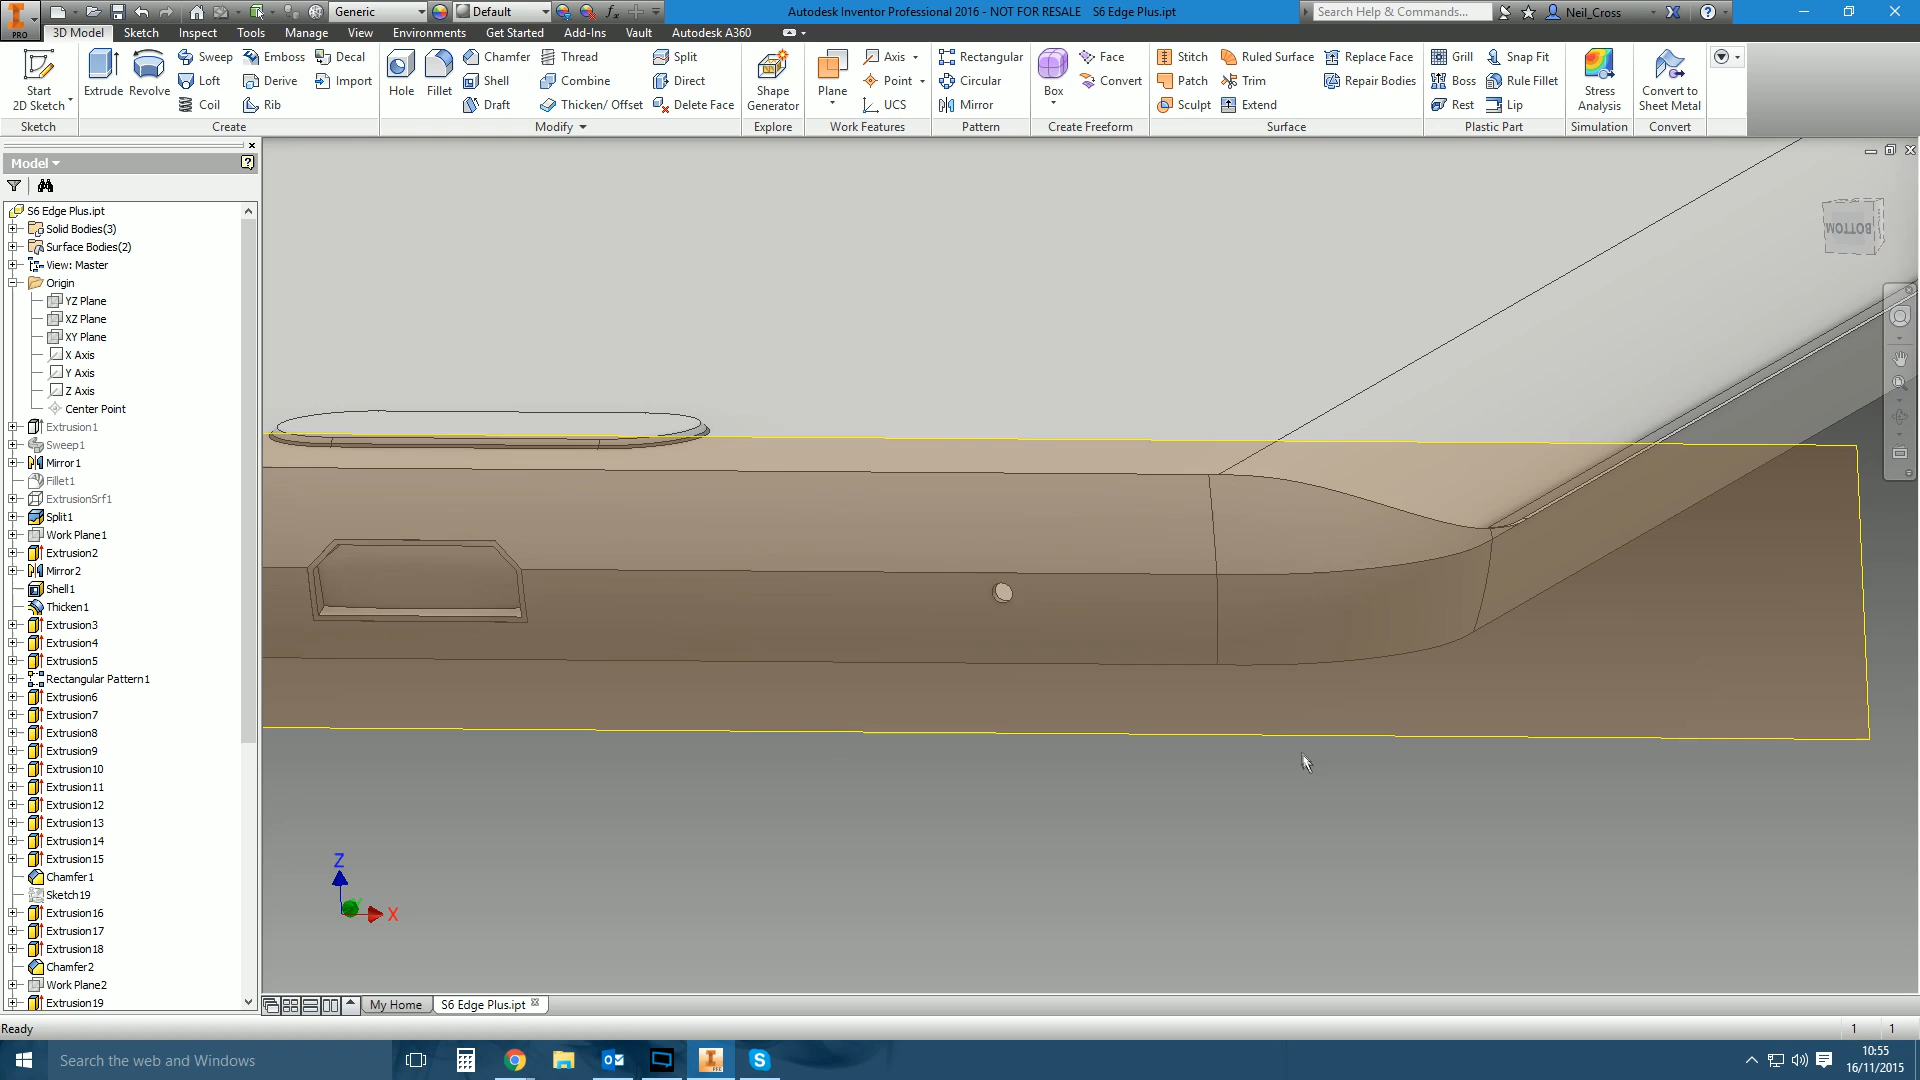 Generic
Default
Autodesk Inventor Professional 2016 - NOT FOR RESALE S6 Edge Plus.ipt
Search Help & Commands...
Neil_Cross
PRO
3D Model Sketch Inspect Tools Manage View Environments Get Started Add-Ins Vault Autodesk A360
Start
2D Sketch
Sketch
Extrude
Revolve
Sweep
Emboss
Decal
Loft
Derive
Import
Coil
Rib
Create
Hole
Fillet
Chamfer
Thread
Split
Shell
Combine
Direct
Draft
Thicken/ Offset
Delete Face
Modify
Shape
Generator
Explore
Plane
Axis
Point
UCS
Work Features
Rectangular
Circular
Mirror
Pattern
Box
Face
Convert
Create Freeform
Stitch
Ruled Surface
Replace Face
Patch
Trim
Repair Bodies
Sculpt
Extend
Surface
Grill
Snap Fit
Boss
Rule Fillet
Rest
Lip
Plastic Part
Stress
Analysis
Simulation
Convert to
Sheet Metal
Convert
Model
S6 Edge Plus.ipt
Solid Bodies(3)
Surface Bodies(2)
View: Master
Origin
YZ Plane
XZ Plane
XY Plane
X Axis
Y Axis
Z Axis
Center Point
Extrusion1
Sweep1
Mirror1
Fillet1
ExtrusionSrf1
Split1
Work Plane1
Extrusion2
Mirror2
Shell1
Thicken1
Extrusion3
Extrusion4
Extrusion5
Rectangular Pattern1
Extrusion6
Extrusion7
Extrusion8
Extrusion9
Extrusion10
Extrusion11
Extrusion12
Extrusion13
Extrusion14
Extrusion15
Chamfer1
Sketch19
Extrusion16
Extrusion17
Extrusion18
Chamfer2
Work Plane2
Extrusion19
BOTTOM
Z
X
My Home
S6 Edge Plus.ipt
Ready
1 1
Search the web and Windows
10:55
16/11/2015